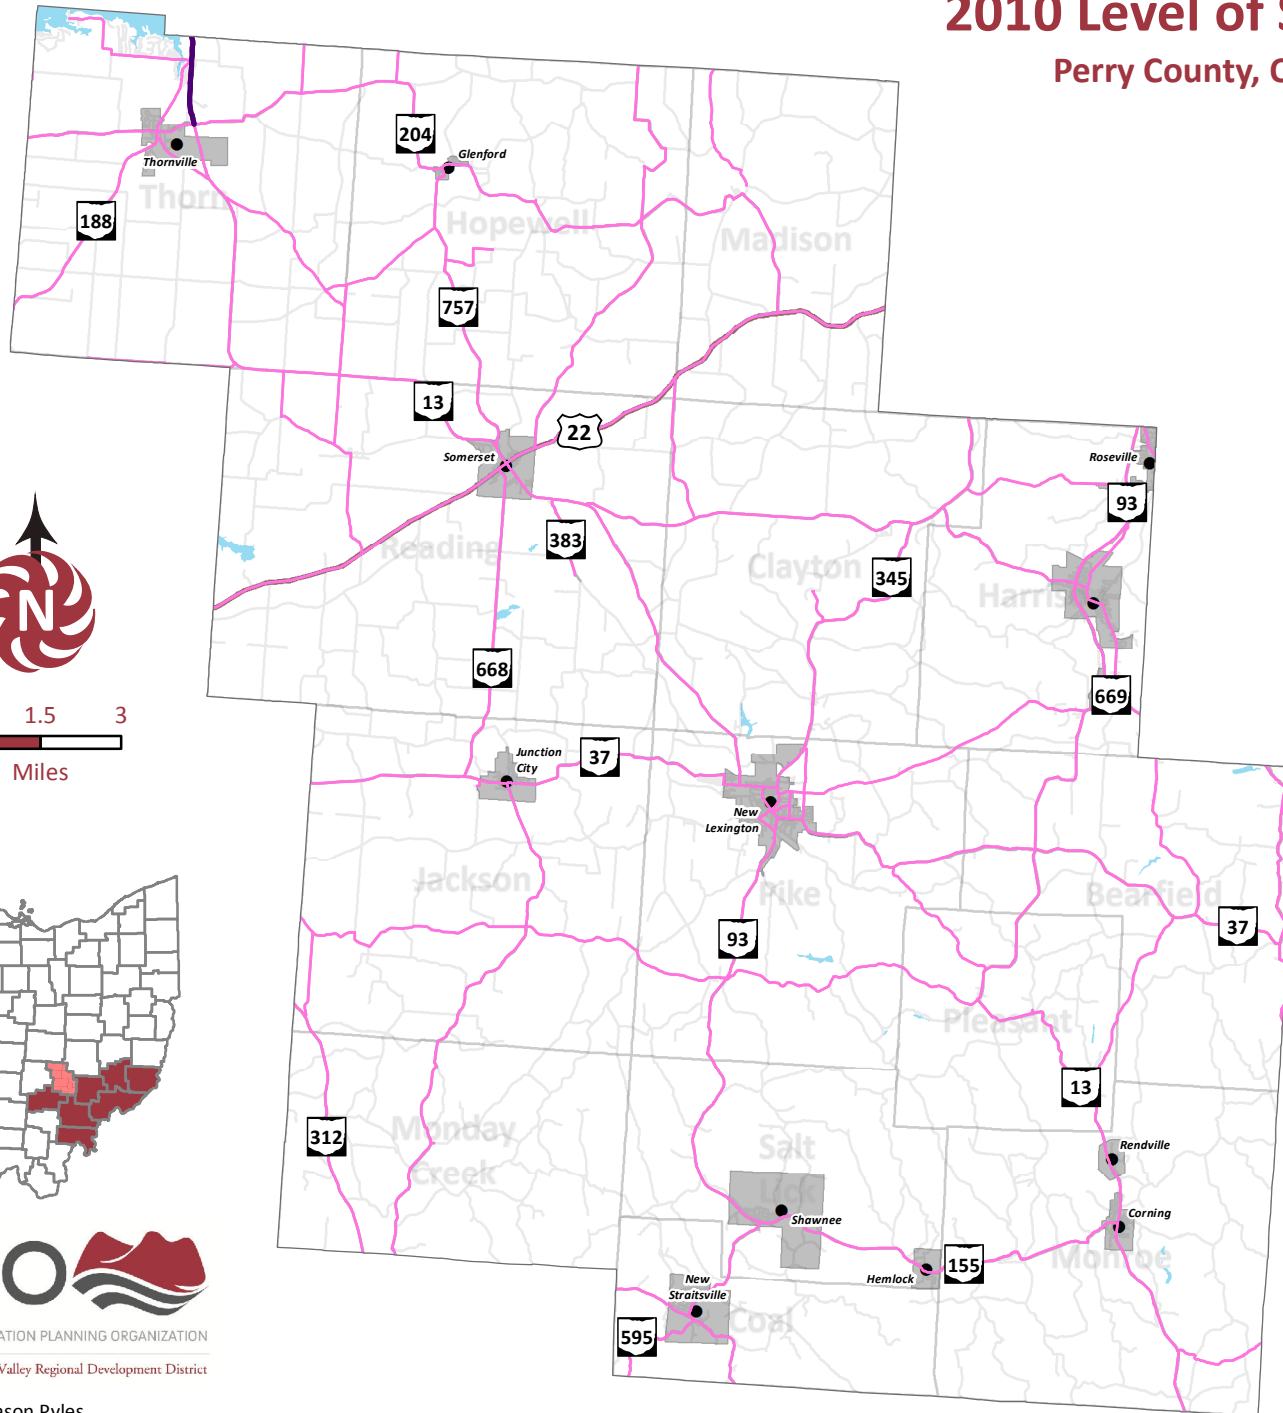 2010 Level of S
Perry County, O
204
Glenford
Thornville
Thorn
188
Hopewell
Madison
757
13
22
Somerset
Roseville
93
Reading
383
Clayton
345
Harris
N
668
669
1.5 3
Miles
Junction
City
37
New
Lexington
Jackson
Pike
Bearfield
93
37
Pleasant
13
312
Monday
Creek
Salt
Lick
Rendville
Shawnee
Corning
Monroe
155
Hemlock
New
Straitsville
Coal
595
O
ATION PLANNING ORGANIZATION
Valley Regional Development District
ason Pyles